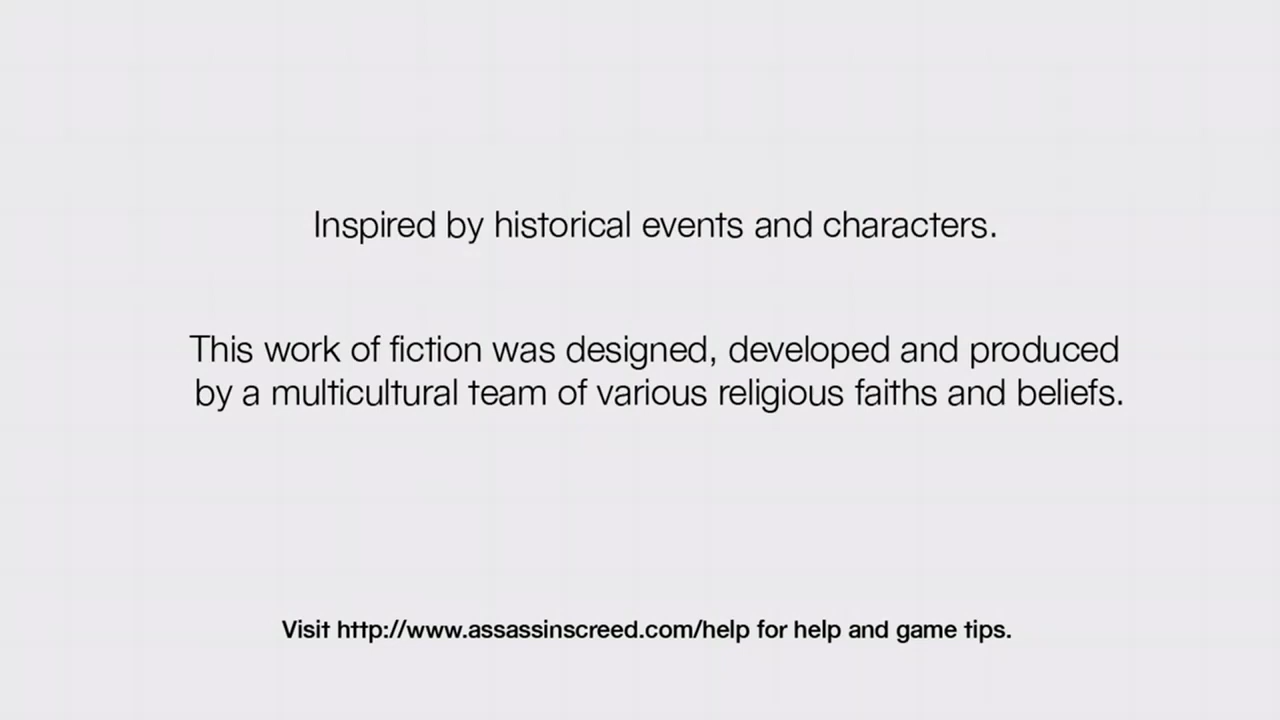 Inspired by historical events and characters.
This work of fiction was designed, developed and produced
by a multicultural team of various religious faiths and beliefs.
Visit http://www.assassinscreed.com/help for help and game tips.